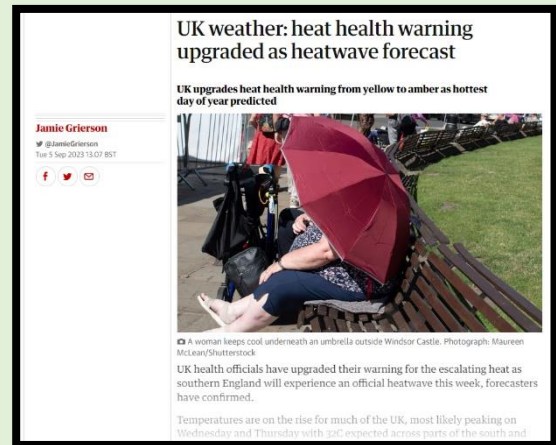 UK weather: heat health warning
upgraded as heatwave forecast
UK upgrades heat health warning from yellow to amber as hottest
day of year predicted
Jamie Grierson
@JamieGrierson
Tue 5 Sep 2023 13.07 BST
A woman keeps cool underneath an umbrella outside Windsor Castle. Photograph: Maureen
McLean/Shutterstock
UK health officials have upgraded their warning for the escalating heat as
southern England will experience an official heatwave this week, forecasters
have confirmed.
Temperatures are on the rise for much of the UK, most likely peaking on
Wednesday and Thursday with 32C expected across parts of the south and